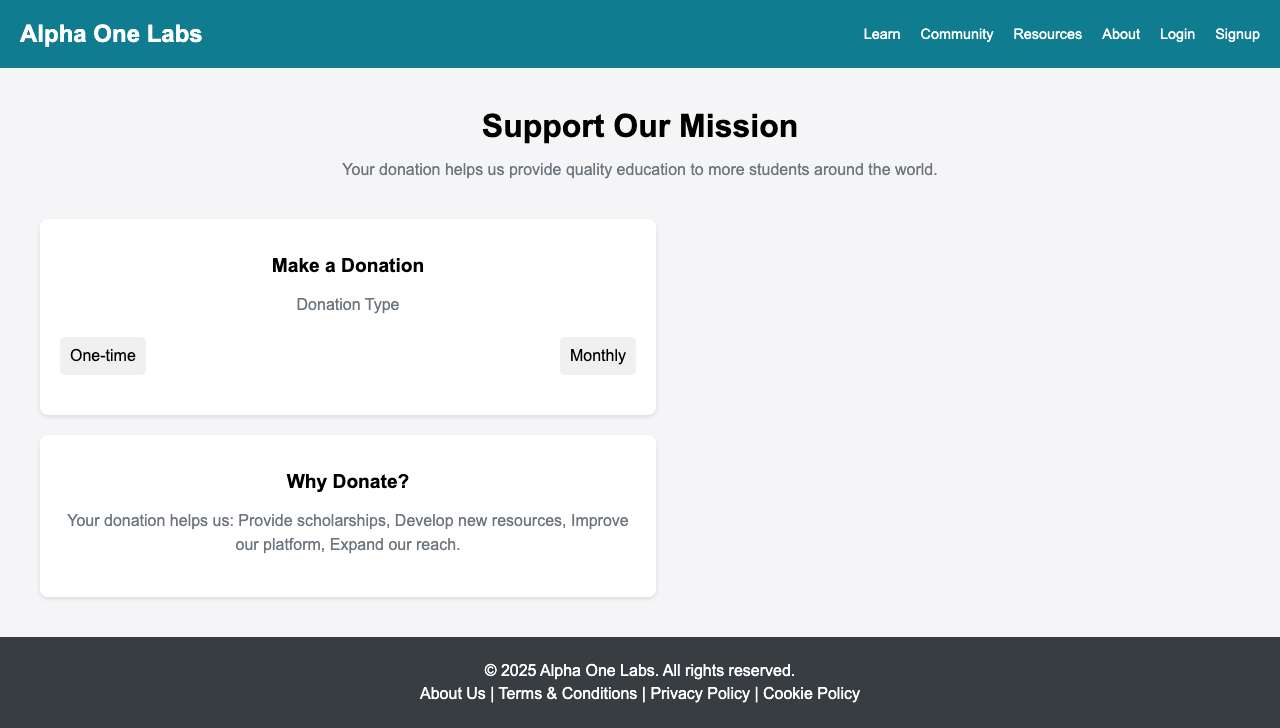 Alpha One Labs
Learn Community Resources About Login Signup
Support Our Mission
Your donation helps us provide quality education to more students around the world.
Make a Donation
Donation Type
One-time
Monthly
Why Donate?
Your donation helps us: Provide scholarships, Develop new resources, Improve
our platform, Expand our reach.
© 2025 Alpha One Labs. All rights reserved.
About Us | Terms & Conditions | Privacy Policy | Cookie Policy